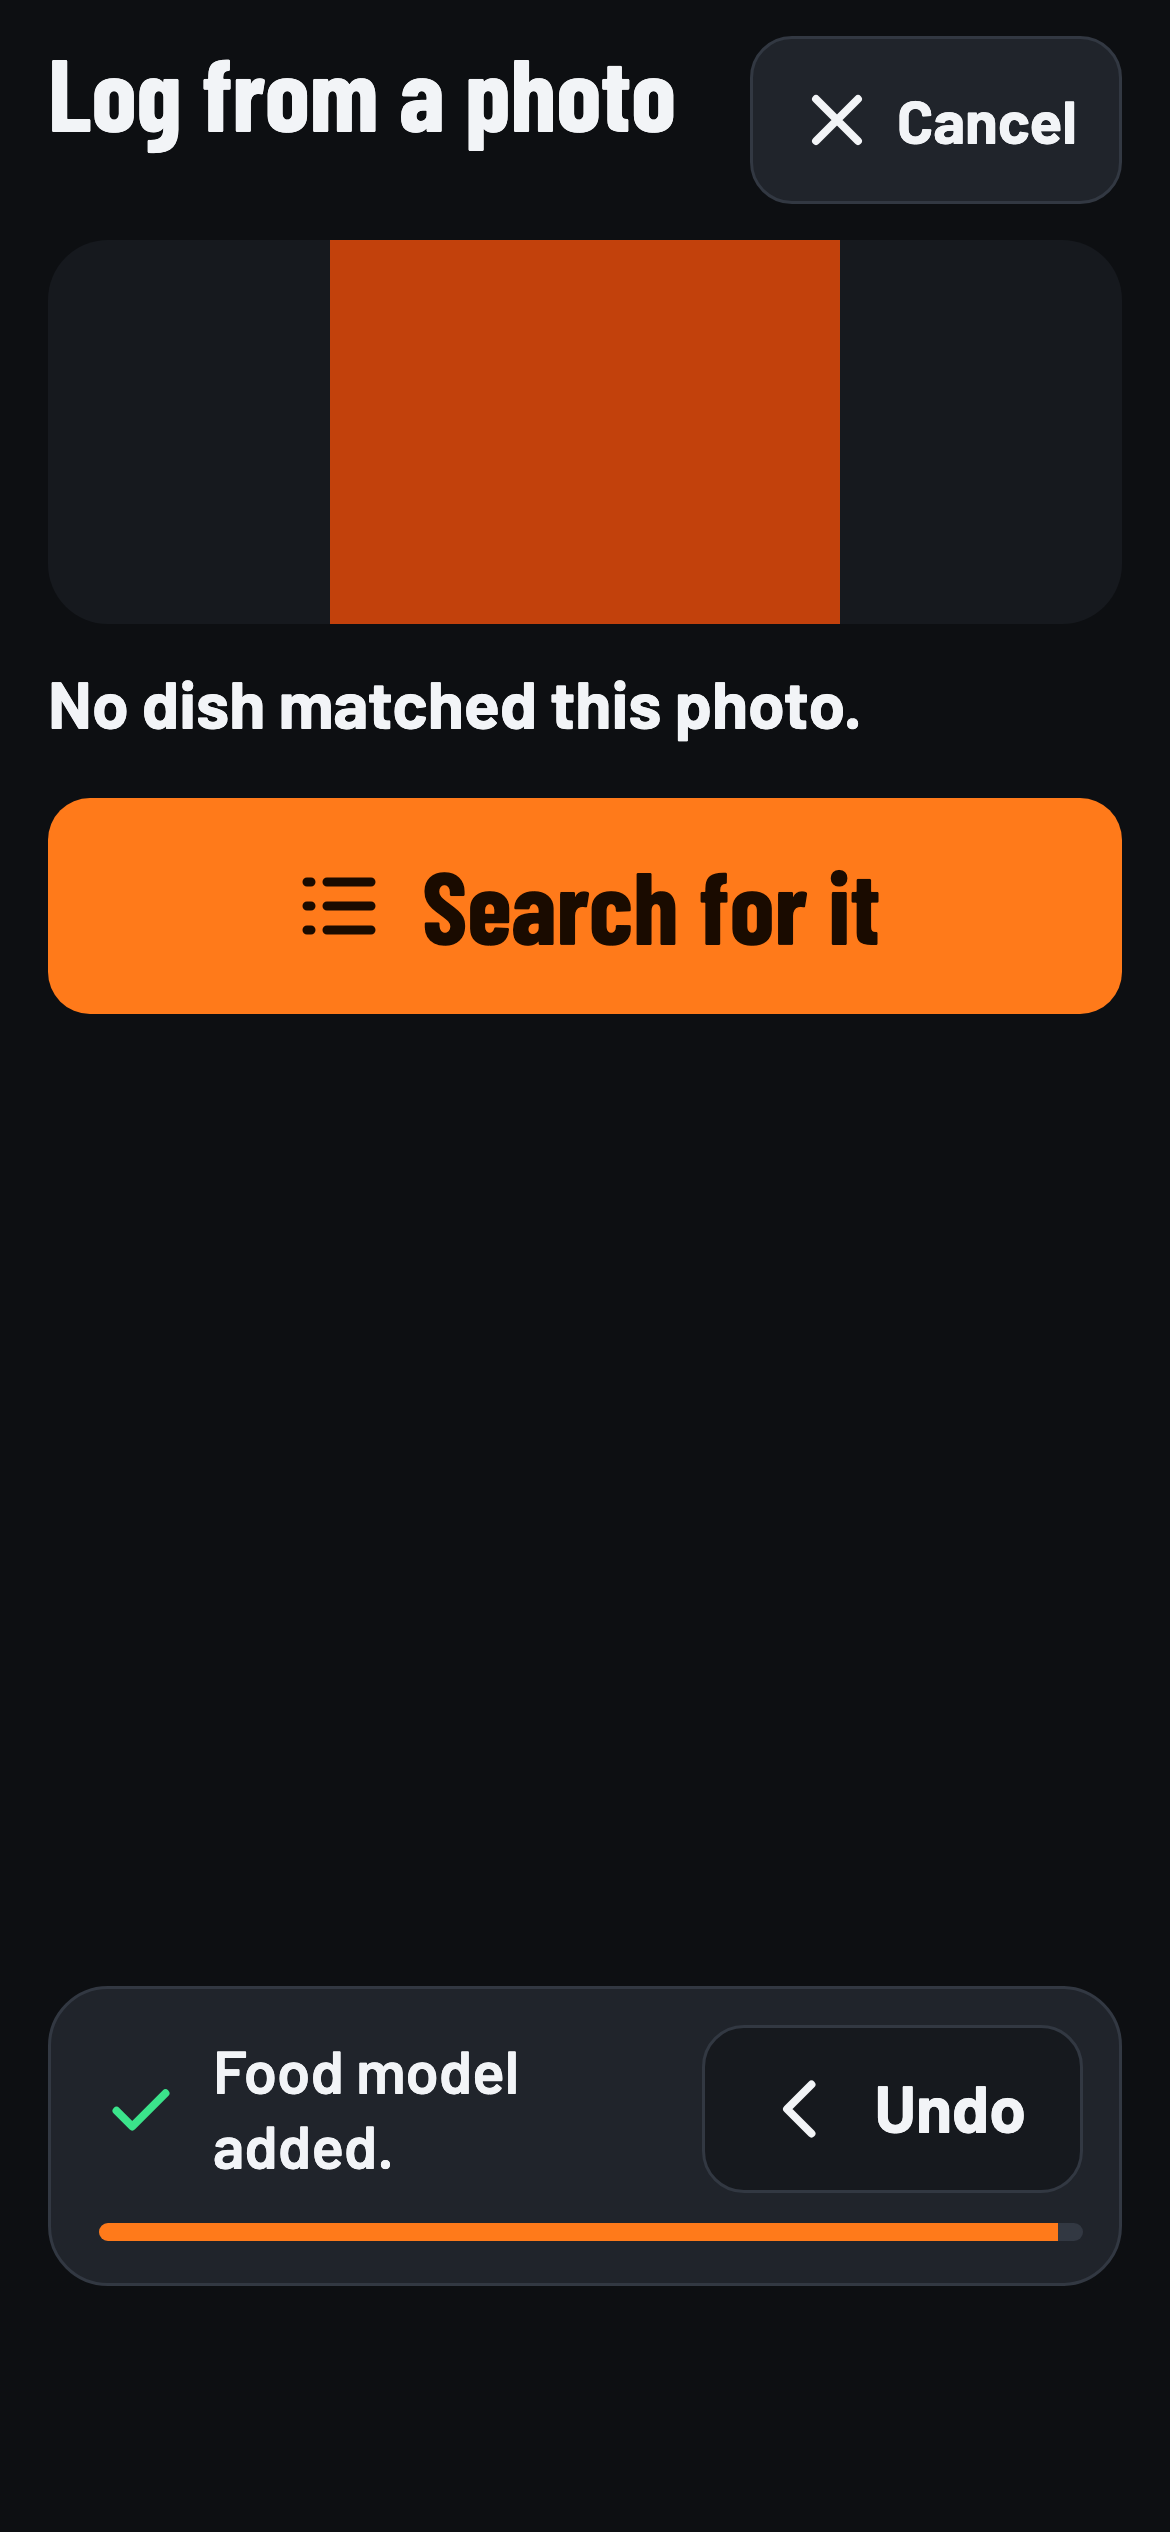 Log from a photo
Cancel
No dish matched this photo.
Search for it
Food model
added.
Undo